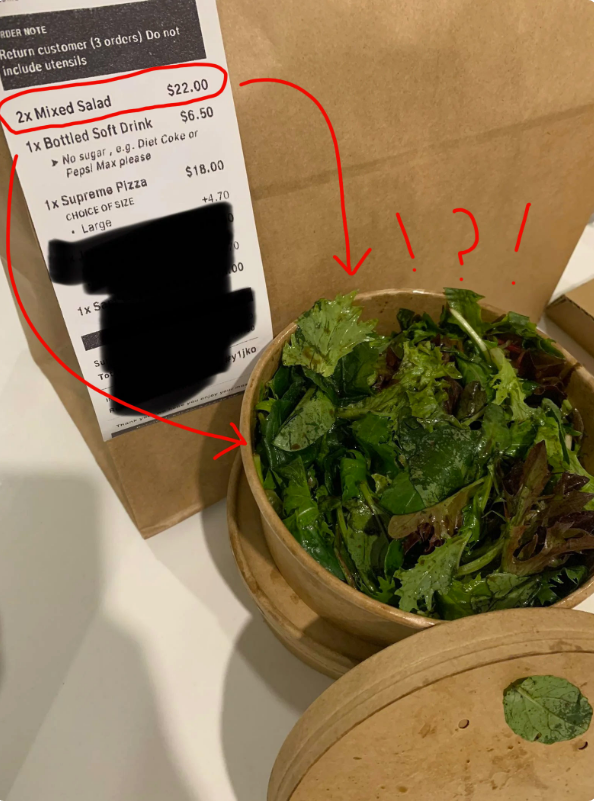 RDER NOTE
Return customer (3 orders) Do not
include utensils
2x Mixed Salad $22.00
1x Bottled Soft Drink $6.50
➤ No sugar , e.g. Diet Coke or
Pepsi Max please
1x Supreme Pizza $18.00
CHOICE OF SIZE +4.70
• Large
1x S
y1jko
! ? !